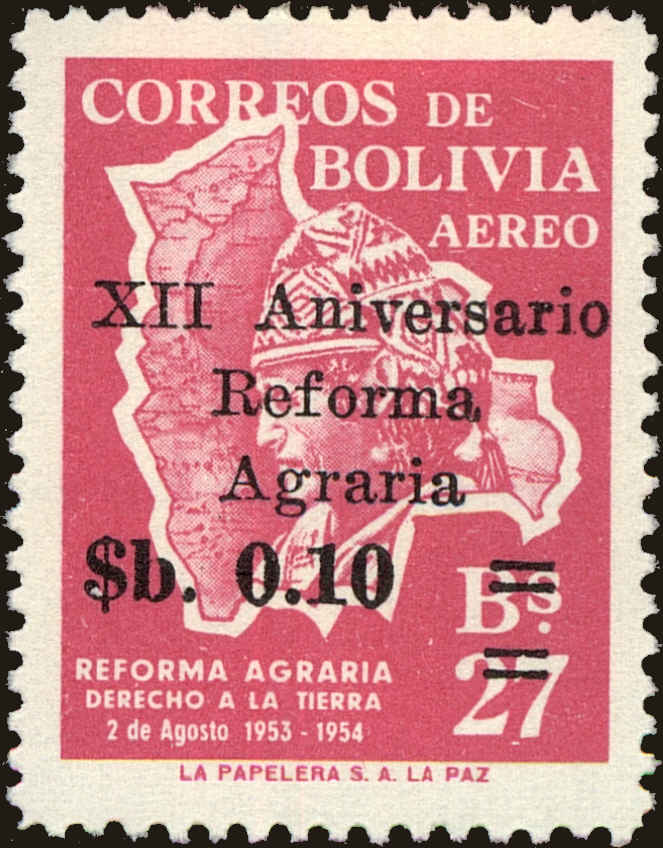 CORREOS DE
BOLIVIA
AEREO
XII Aniversario
Reforma
Agraria
$b. 0.10
Bs.
27
REFORMA AGRARIA
DERECHO A LA TIERRA
2 de Agosto 1953 - 1954
LA PAPELERA S. A. LA PAZ